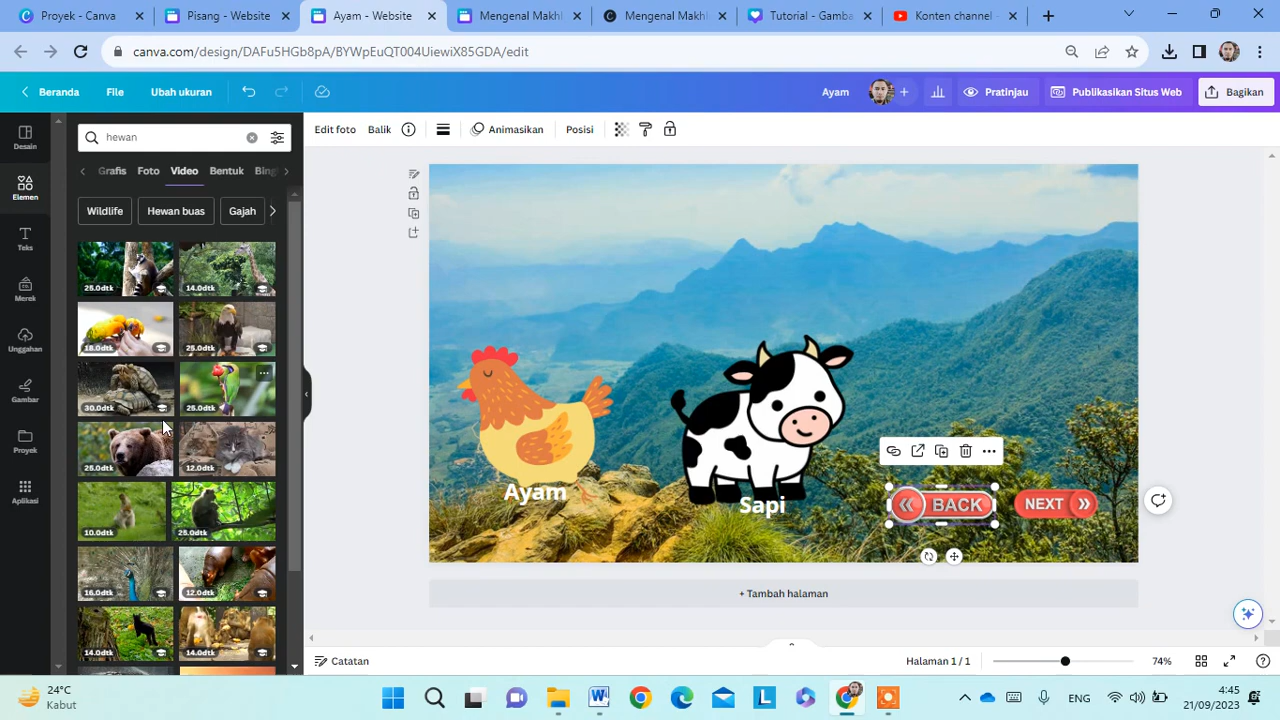 Proyek - Canva
Pisang - Website
Ayam - Website
Mengenal Makhl
Mengenal Makhl
Tutorial - Gamba
Konten channel -
canva.com/design/DAFu5HGb8pA/BYWpEuQT004UiewiX85GDA/edit
Beranda
File
Ubah ukuran
Ayam
Pratinjau
Publikasikan Situs Web
Bagikan
Desain
Elemen
Teks
Merek
Unggahan
Gambar
Proyek
Aplikasi
hewan
Grafis
Foto
Video
Bentuk
Bing
Wildlife
Hewan buas
Gajah
25.0dtk
14.0dtk
18.0dtk
25.0dtk
30.0dtk
25.0dtk
25.0dtk
12.0dtk
10.0dtk
25.0dtk
16.0dtk
12.0dtk
14.0dtk
14.0dtk
Edit foto
Balik
Animasikan
Posisi
Ayam
Sapi
BACK
NEXT
+ Tambah halaman
Catatan
Halaman 1 / 1
74%
24°C
Kabut
ENG
4:45
21/09/2023